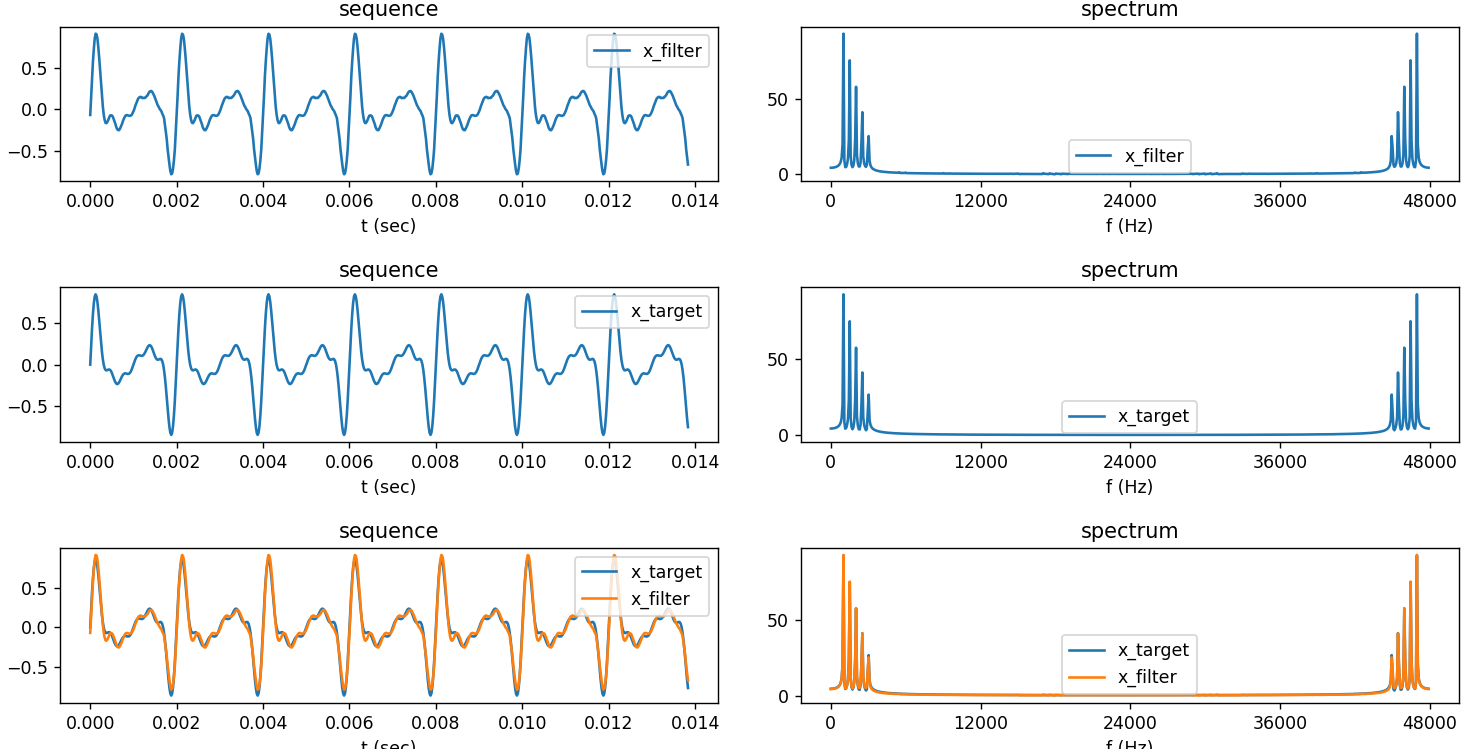 sequence
0.5
0.0
−0.5
x_filter
0.000 0.002 0.004 0.006 0.008 0.010 0.012 0.014
t (sec)
spectrum
50
0
x_filter
0 12000 24000 36000 48000
f (Hz)
sequence
0.5
0.0
−0.5
x_target
0.000 0.002 0.004 0.006 0.008 0.010 0.012 0.014
t (sec)
spectrum
50
0
x_target
0 12000 24000 36000 48000
f (Hz)
sequence
0.5
0.0
−0.5
x_target
x_filter
0.000 0.002 0.004 0.006 0.008 0.010 0.012 0.014
t (sec)
spectrum
50
0
x_target
x_filter
0 12000 24000 36000 48000
f (Hz)